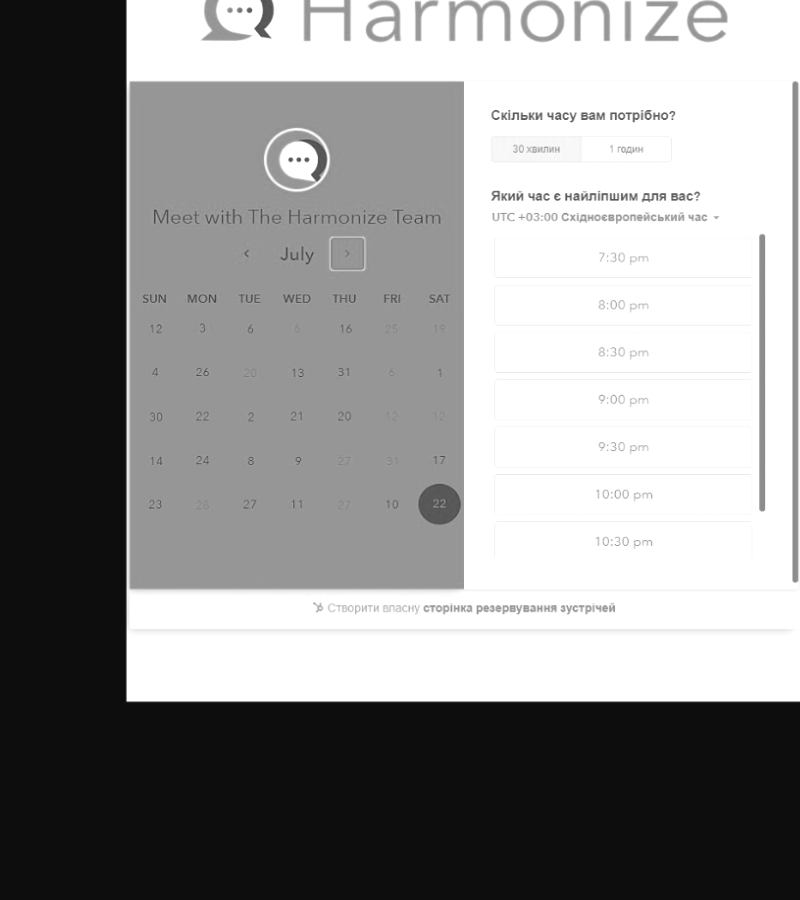 Harmonize
Meet with The Harmonize Team
July
SUN MON TUE WED THU FRI SAT
12 3 6 6 16 25 19
4 26 20 13 31 6 1
30 22 2 21 20 12 12
14 24 8 9 27 31 17
23 26 27 11 27 10 22
Скільки часу вам потрібно?
30 хвилин 1 годин
Який час є найліпшим для вас?
UTC +03:00 Східноєвропейський час
7:30 pm
8:00 pm
8:30 pm
9:00 pm
9:30 pm
10:00 pm
10:30 pm
Створити власну сторінка резервування зустрічей